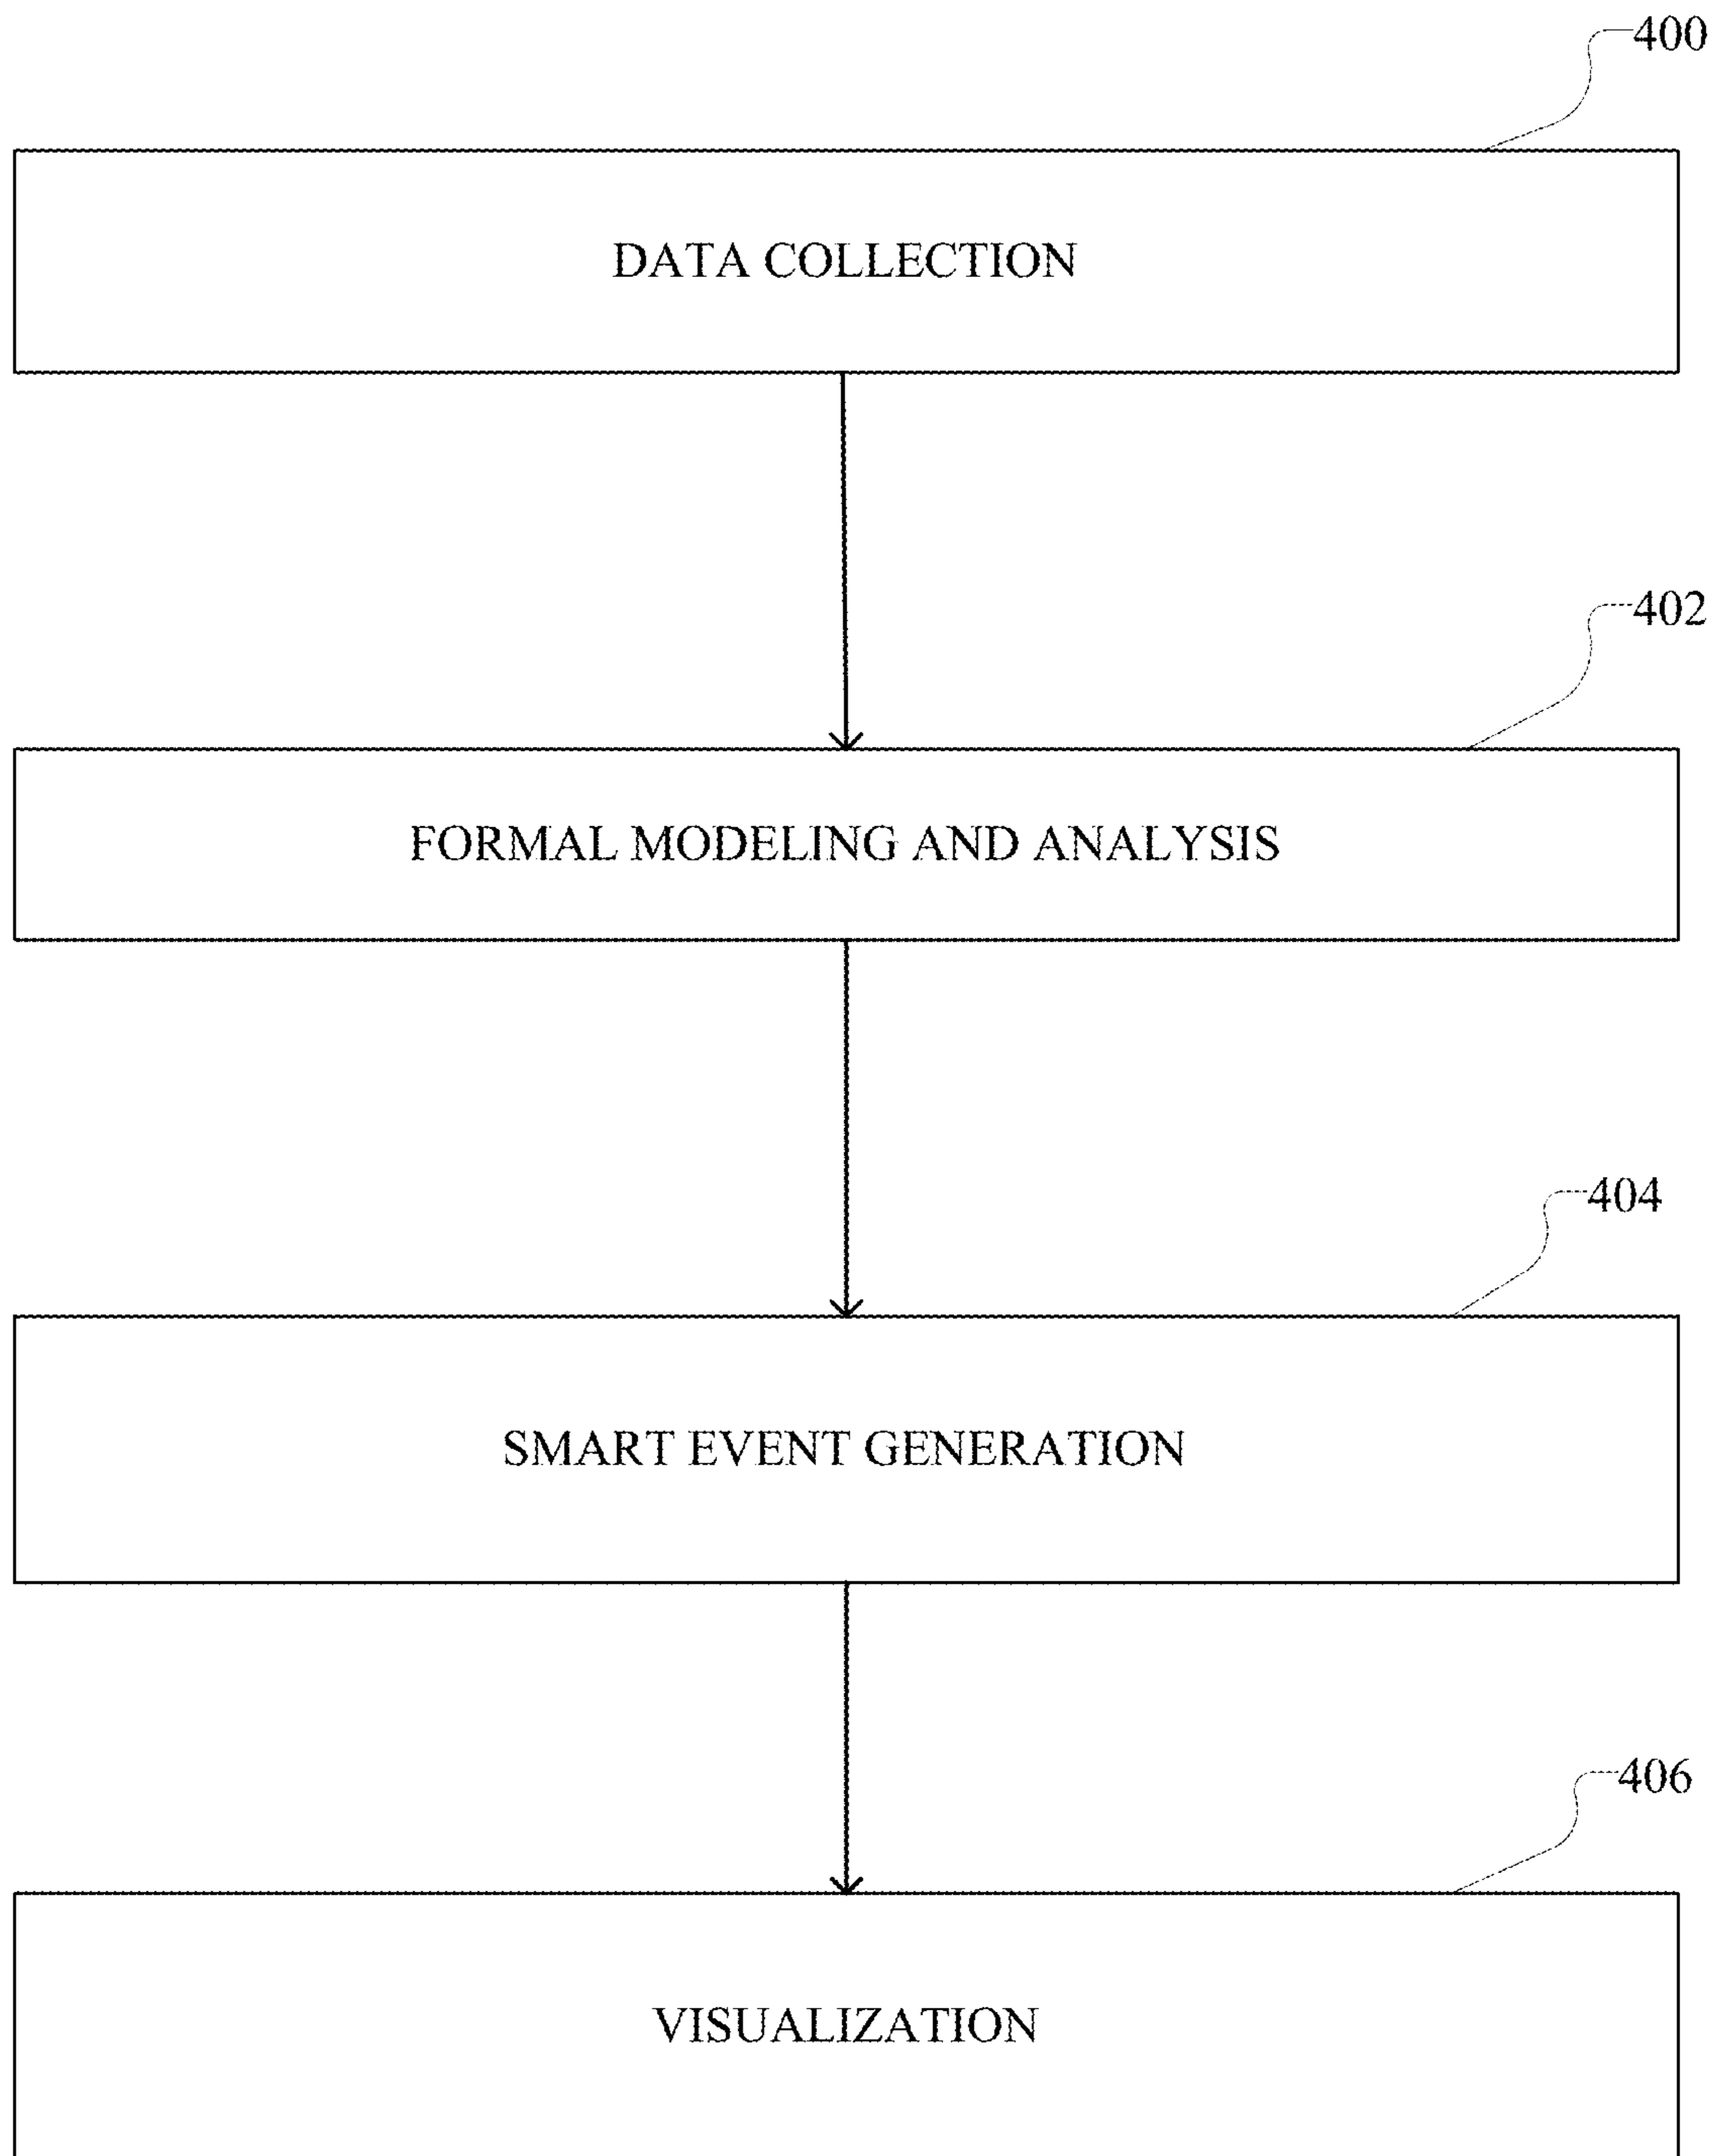 400
DATA COLLECTION
402
FORMAL MODELING AND ANALYSIS
404
SMART EVENT GENERATION
406
VISUALIZATION